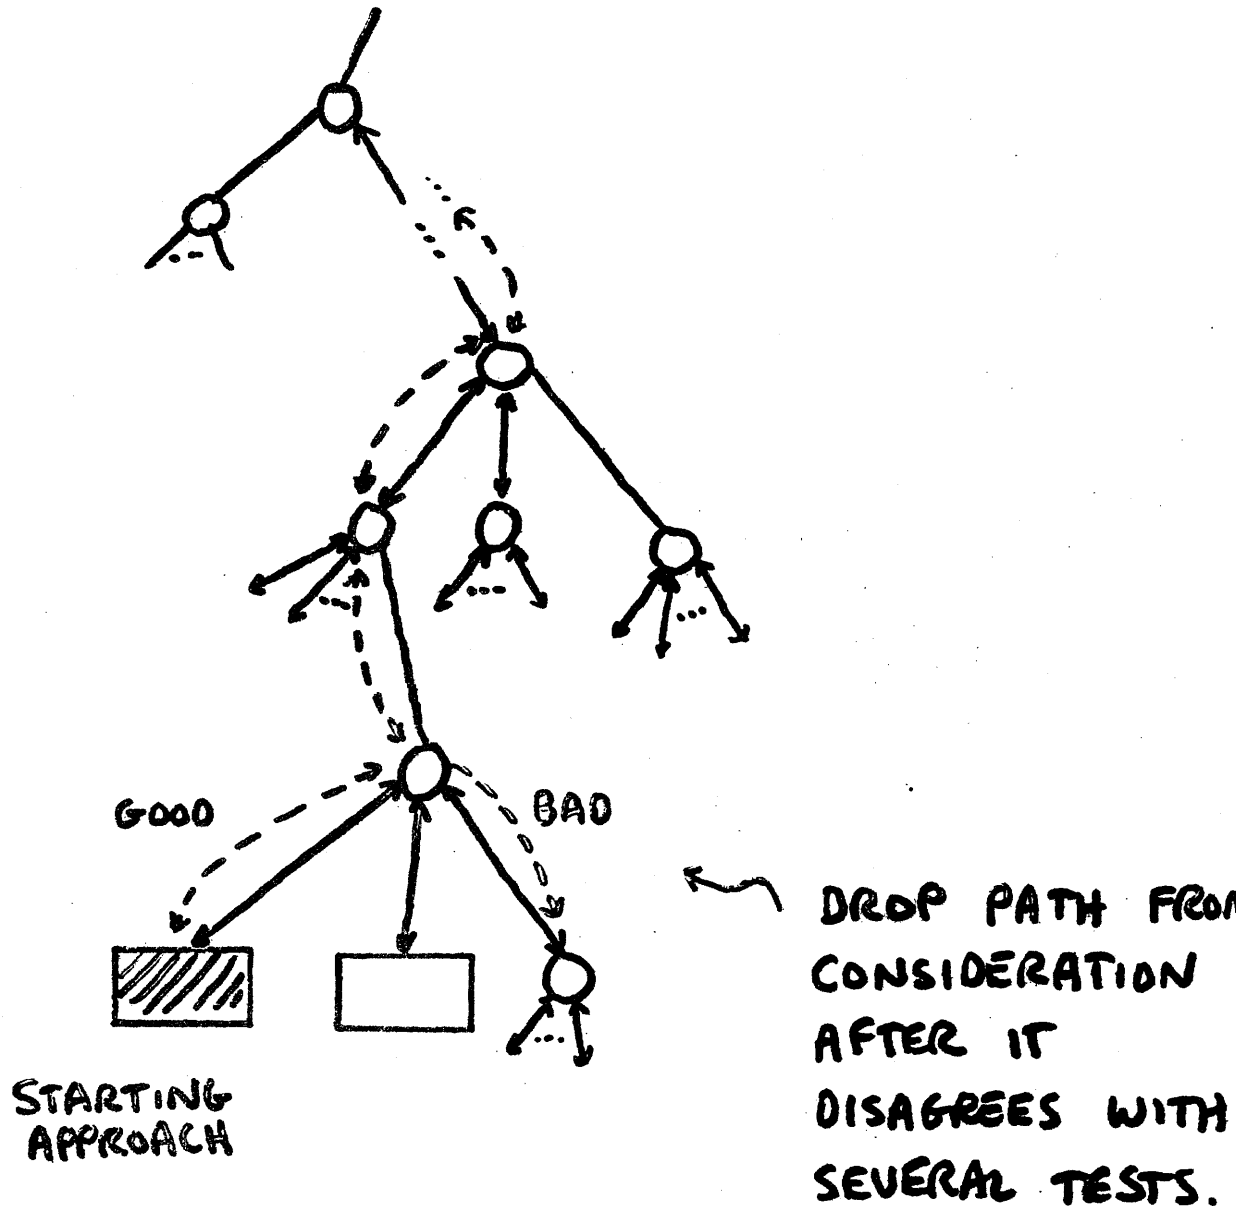 GOOD
BAD
DROP PATH FROM
CONSIDERATION
AFTER IT
DISAGREES WITH
SEVERAL TESTS.
STARTING
APPROACH